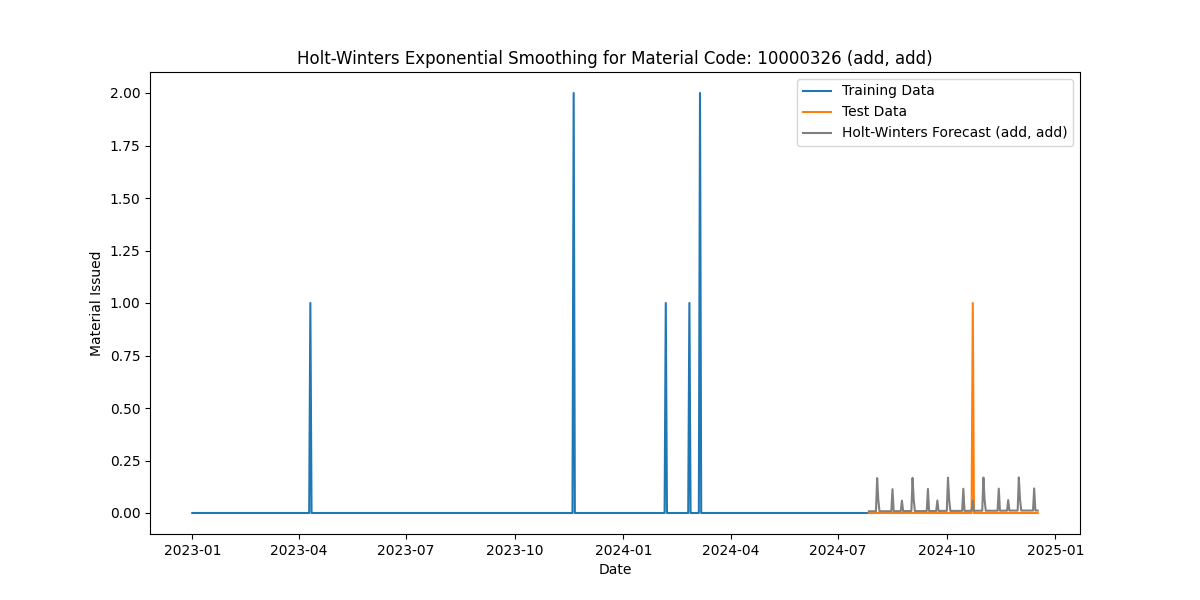 Holt-Winters Exponential Smoothing for Material Code: 10000326 (add, add)
Training Data
Test Data
Holt-Winters Forecast (add, add)
2.00
1.75
1.50
1.25
1.00
0.75
0.50
0.25
0.00
Material Issued
2023-01 2023-04 2023-07 2023-10 2024-01 2024-04 2024-07 2024-10 2025-01
Date